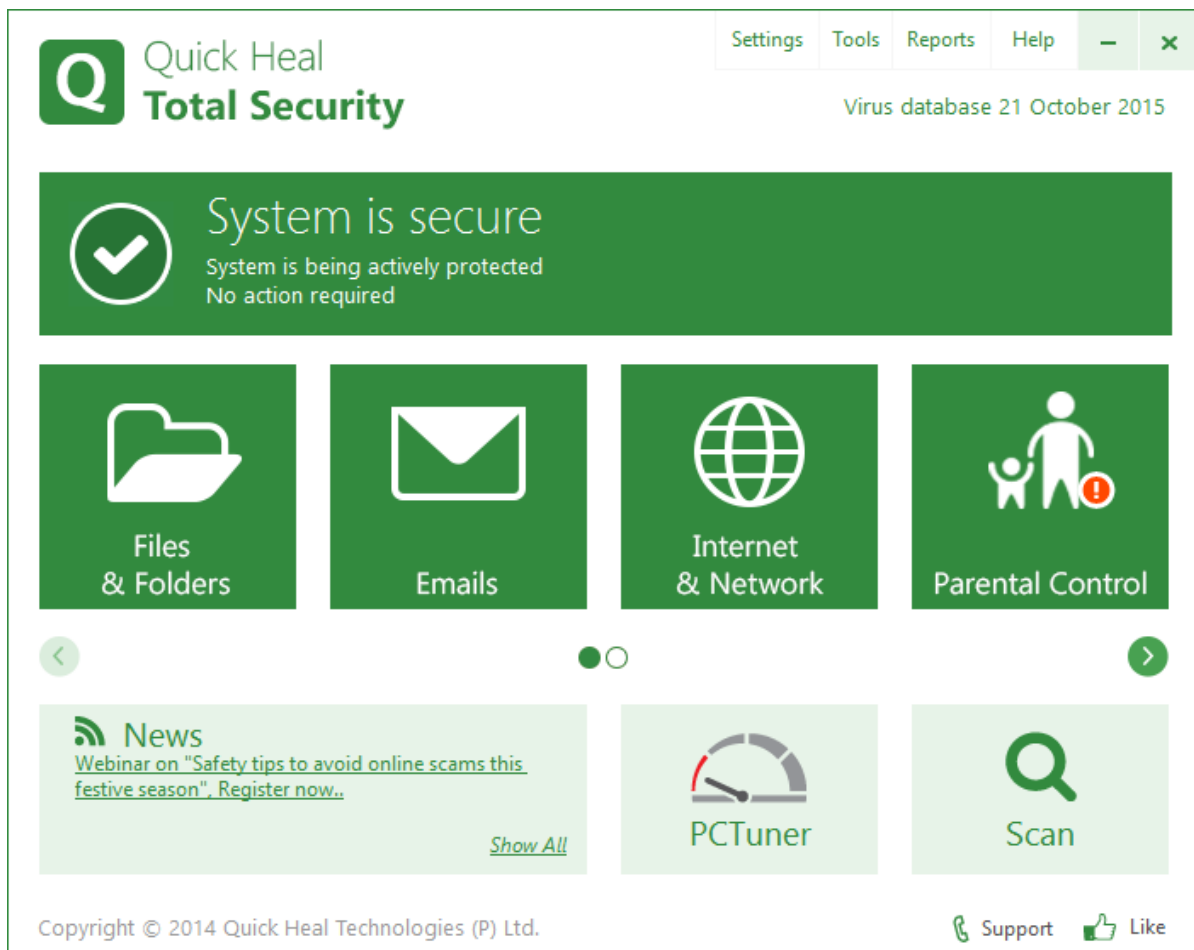 Settings Tools Reports Help
Q Quick Heal
Total Security
Virus database 21 October 2015
System is secure
System is being actively protected
No action required
Files
& Folders
Emails
Internet
& Network
Parental Control
News
Webinar on "Safety tips to avoid online scams this
festive season", Register now..
Show All
PCTuner
Scan
Copyright © 2014 Quick Heal Technologies (P) Ltd.
Support
Like